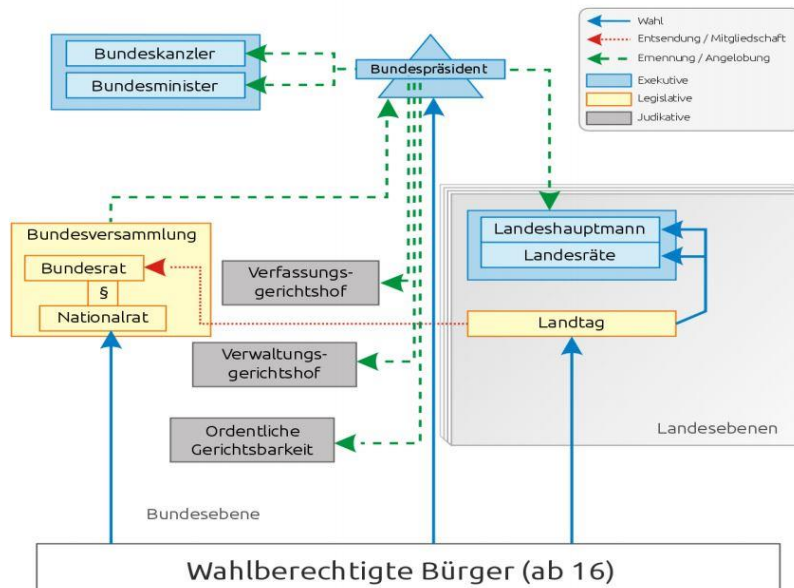 Bundeskanzler
Bundesminister
Bundespräsident
Wahl
Entsendung / Mitgliedschaft
Ernennung / Angelobung
Exekutive
Legislative
Judikative
Bundesversammlung
Bundesrat
§
Nationalrat
Verfassungs-
gerichtshof
Verwaltungs-
gerichtshof
Ordentliche
Gerichtsbarkeit
Landeshauptmann
Landesräte
Landtag
Landesebenen
Bundesebene
Wahlberechtigte Bürger (ab 16)